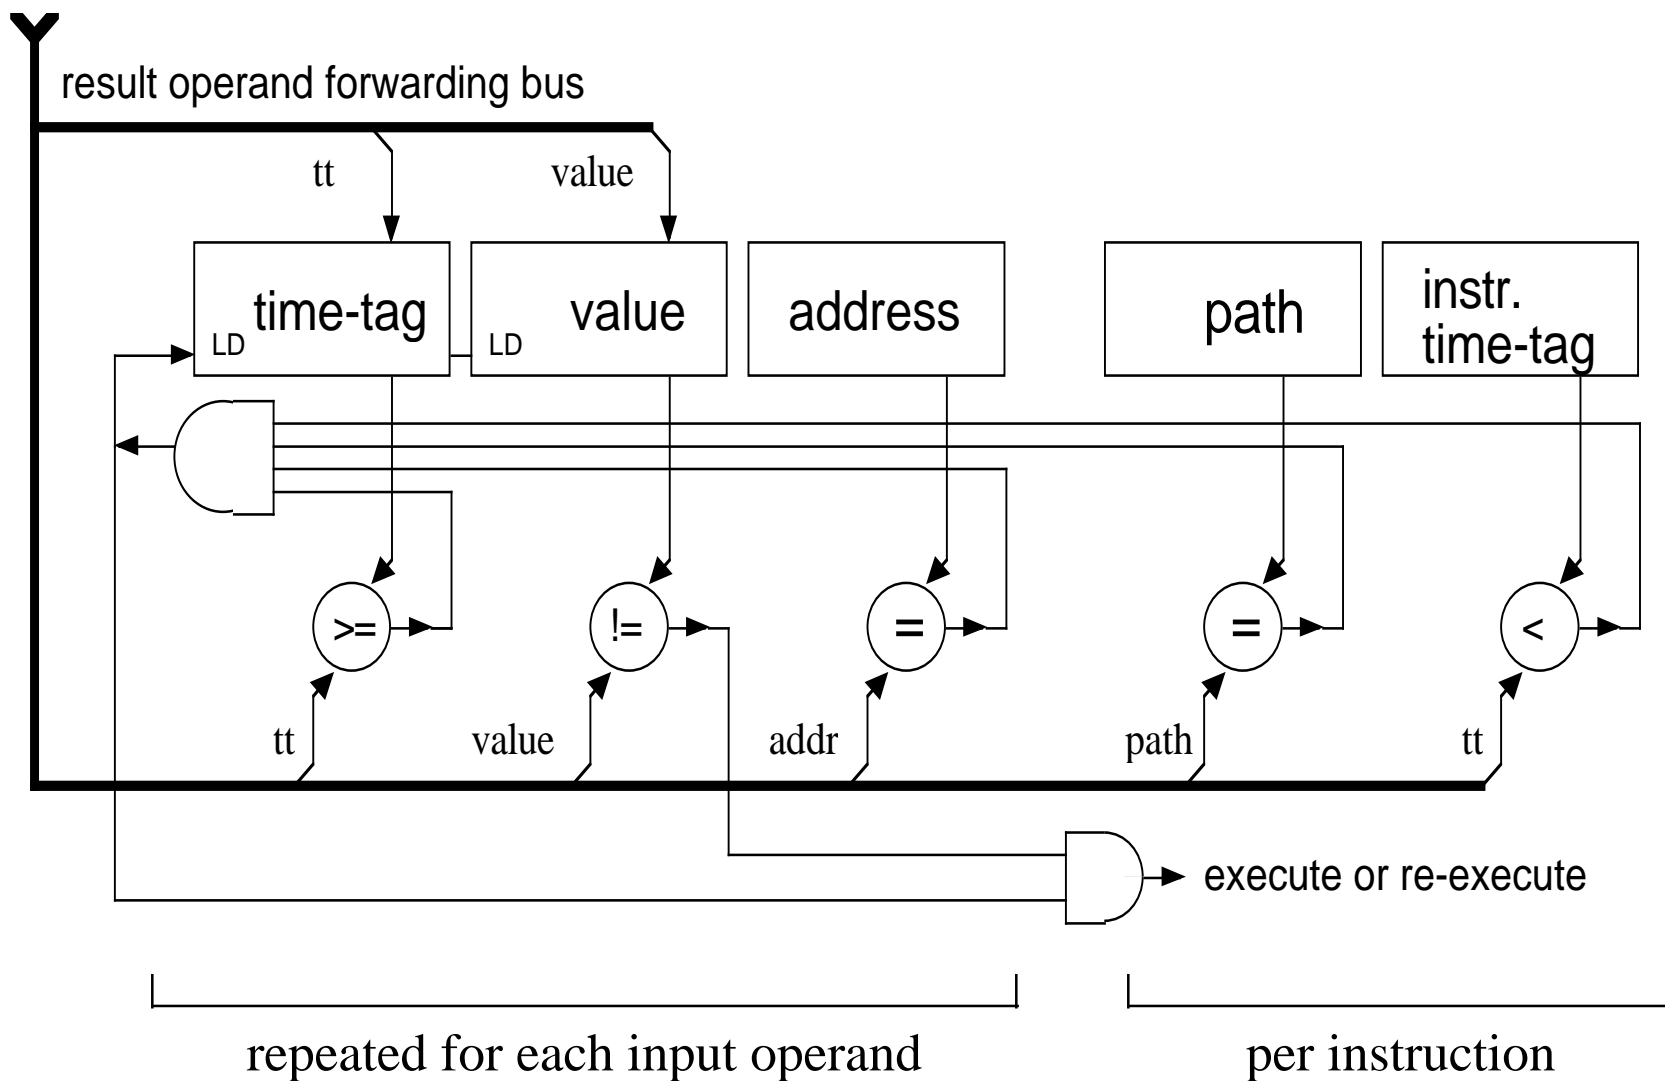 result operand forwarding bus
tt value
time-tag value address path instr. time-tag
LD LD
>= != = = <
tt value addr path tt
execute or re-execute
repeated for each input operand per instruction